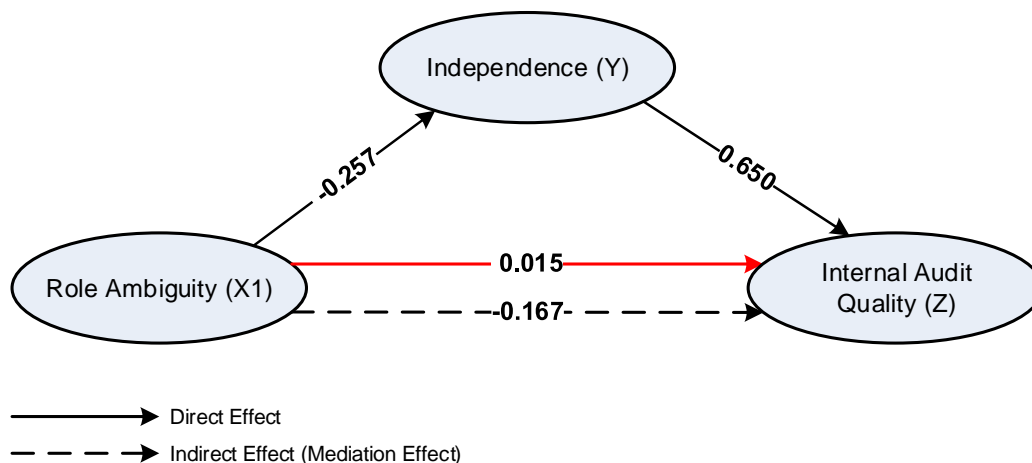 Independence (Y)
-0.257
0.650
Role Ambiguity (X1)
0.015
-0.167
Internal Audit
Quality (Z)
Direct Effect
Indirect Effect (Mediation Effect)